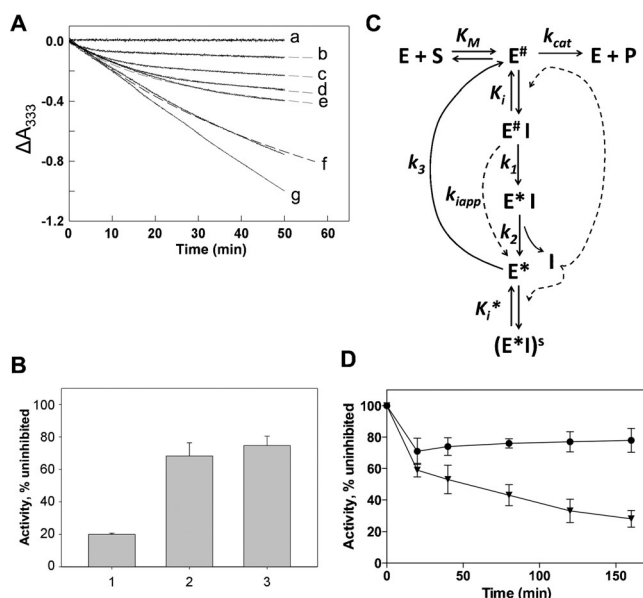 A
ΔA333
0.0
-0.4
-0.8
-1.2
0 10 20 30 40 50 60
Time (min)
a
b
c
d
e
f
g
C
E + S
KM
E#
kcat
E + P
Ki
E# I
k3
k1
kiapp
E* I
k2
I
E*
Ki*
(E*I)s
B
Activity, % uninhibited
100
80
60
40
20
0
1 2 3
D
Activity, % uninhibited
100
80
60
40
20
0
0 50 100 150
Time (min)